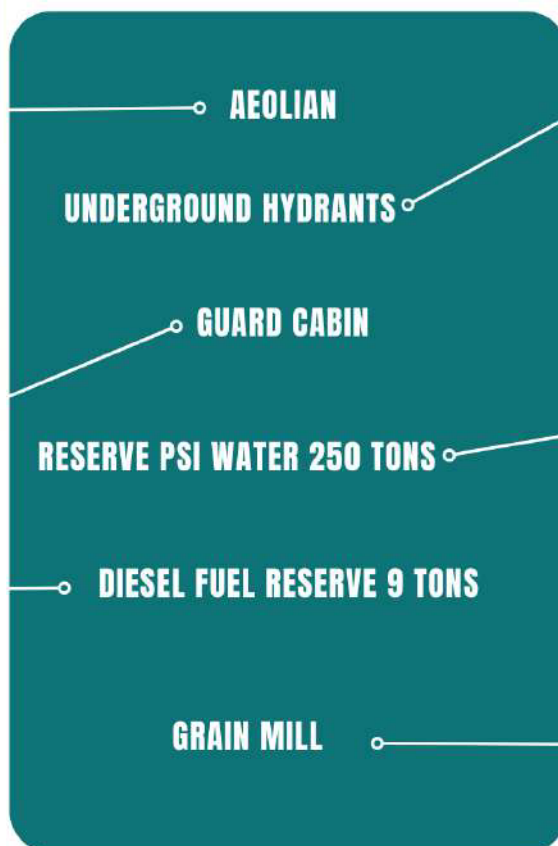 AEOLIAN
UNDERGROUND HYDRANTS
GUARD CABIN
RESERVE PSI WATER 250 TONS
DIESEL FUEL RESERVE 9 TONS
GRAIN MILL